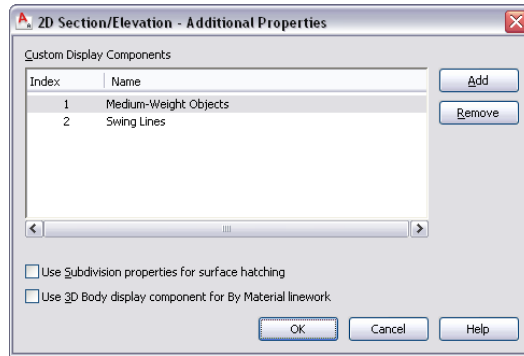 2D Section/Elevation - Additional Properties
Custom Display Components
Index Name
1 Medium-Weight Objects
2 Swing Lines
Add
Remove
Use Subdivision properties for surface hatching
Use 3D Body display component for By Material linework
OK Cancel Help